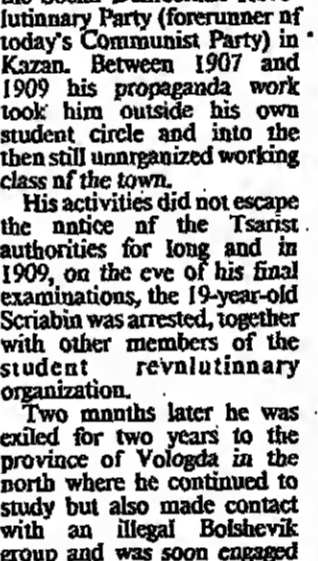 lutinnary Party (forerunner nf
today's Communist Party) in
Kazan. Between 1907 and
1909 his propaganda work
took him outside his own
student circle and into the
then still unnrganized working
class nf the town.
His activities did not escape
the nntice nf the Tsarist
authorities for long and in
1909, on the eve of his final
examinations, the 19-year-old
Scriabin was arrested, together
with other members of the
student revnlutinnary
organization.
Two mnnths later he was
exiled for two years to the
province of Vologda in the
north where he continued to
study but also made contact
with an illegal Bolshevik
group and was soon engaged